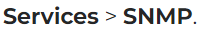 Services > SNMP.